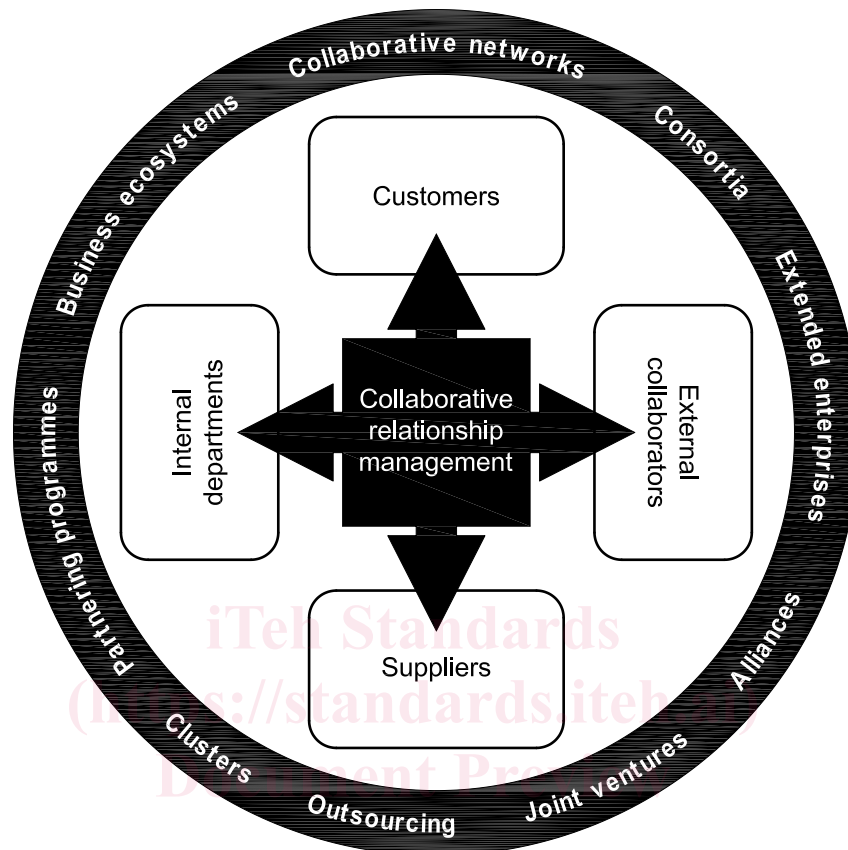 Collaborative networks
Consortia
Extended enterprises
Alliances
Joint ventures
Outsourcing
Clusters
Partnering programmes
Business ecosystems
Customers
Internal
departments
Collaborative
relationship
management
External
collaborators
Suppliers
iTeh Standards
(https://standards.iteh.ai)
Document Preview